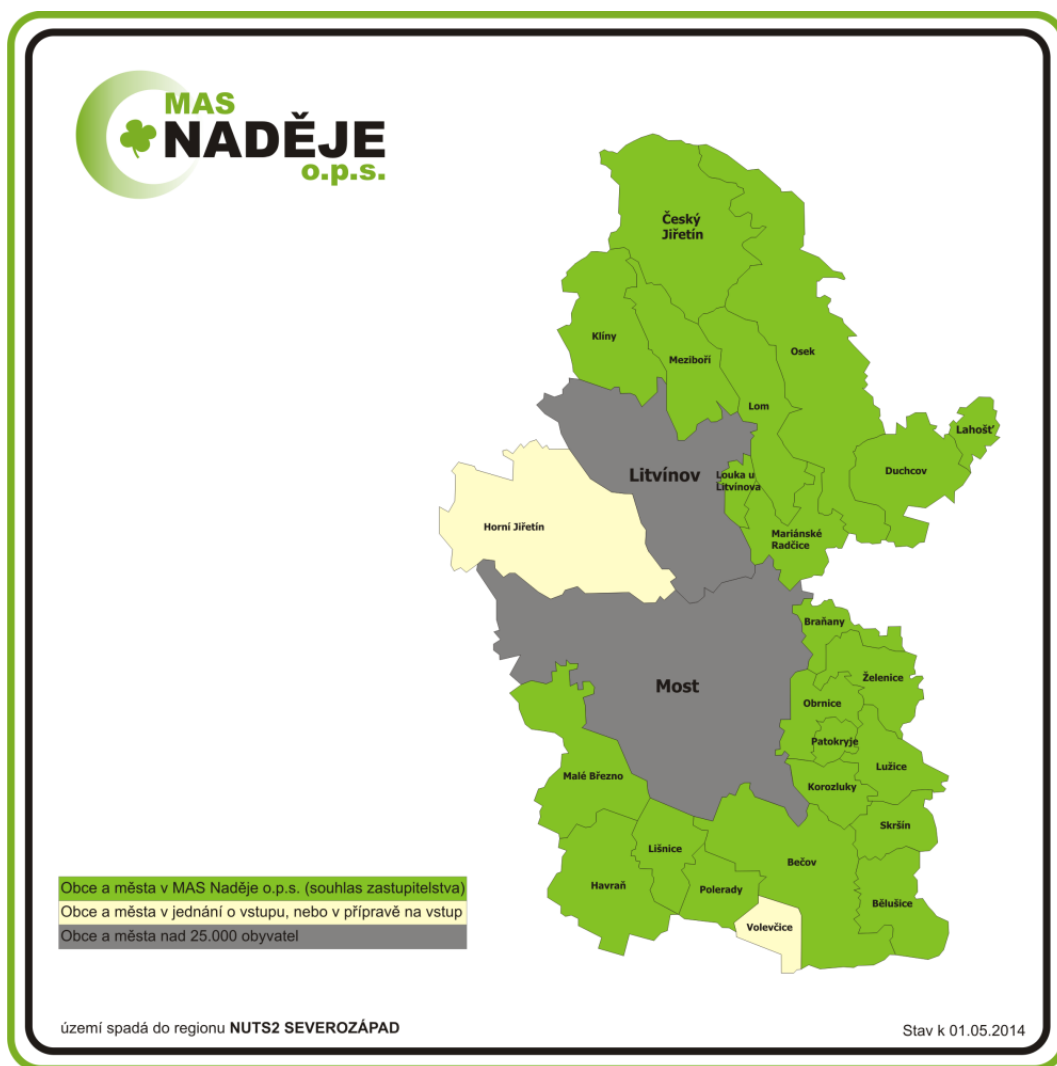 MAS
NADĚJE
o.p.s.
Český
Jiřetín
Klíny
Meziboří
Osek
Lom
Lahošť
Duchcov
Litvínov
Louka u
Litvínova
Horní Jiřetín
Mariánské
Radčice
Braňany
Želenice
Most
Obrnice
Patokryje
Lužice
Malé Březno
Korozluky
Skršín
Lišnice
Bečov
Havraň
Polerady
Bělušice
Volevčice
Obce a města v MAS Naděje o.p.s. (souhlas zastupitelstva)
Obce a města v jednání o vstupu, nebo v přípravě na vstup
Obce a města nad 25.000 obyvatel
území spadá do regionu NUTS2 SEVEROZÁPAD
Stav k 01.05.2014